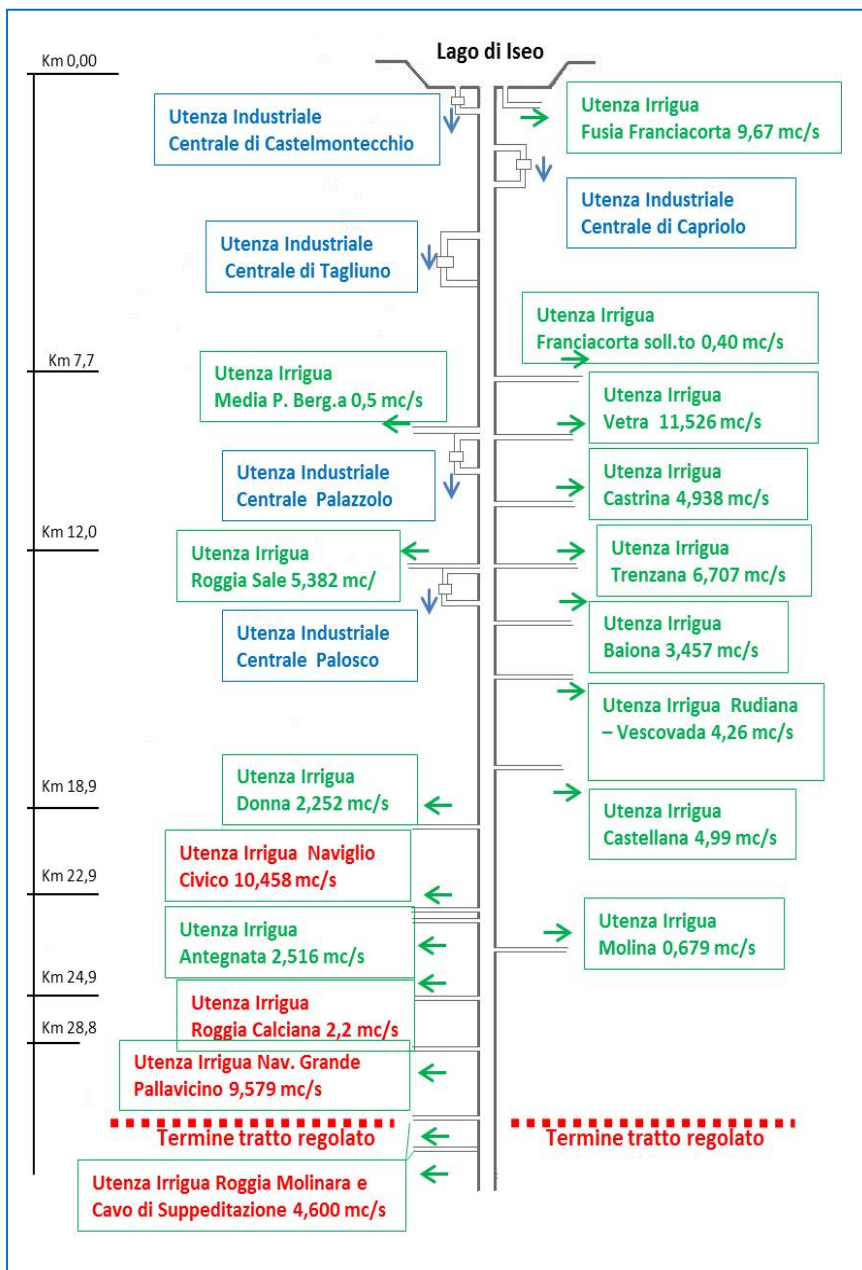 Lago di Iseo
Km 0,00
Utenza Industriale
Centrale di Castelmontecchio
Utenza Irrigua
Fusia Franciacorta 9,67 mc/s
Utenza Industriale
Centrale di Capriolo
Utenza Industriale
Centrale di Tagliuno
Utenza Irrigua
Franciacorta soll.to 0,40 mc/s
Km 7,7
Utenza Irrigua
Media P. Berg.a 0,5 mc/s
Utenza Irrigua
Vetra 11,526 mc/s
Utenza Industriale
Centrale Palazzolo
Utenza Irrigua
Castrina 4,938 mc/s
Km 12,0
Utenza Irrigua
Roggia Sale 5,382 mc/
Utenza Irrigua
Trenzana 6,707 mc/s
Utenza Industriale
Centrale Palosco
Utenza Irrigua
Baiona 3,457 mc/s
Utenza Irrigua Rudiana
– Vescovada 4,26 mc/s
Utenza Irrigua
Donna 2,252 mc/s
Km 18,9
Utenza Irrigua
Castellana 4,99 mc/s
Utenza Irrigua Naviglio
Civico 10,458 mc/s
Km 22,9
Utenza Irrigua
Antegnata 2,516 mc/s
Utenza Irrigua
Molina 0,679 mc/s
Km 24,9
Utenza Irrigua
Roggia Calciana 2,2 mc/s
Km 28,8
Utenza Irrigua Nav. Grande
Pallavicino 9,579 mc/s
Termine tratto regolato
Termine tratto regolato
Utenza Irrigua Roggia Molinara e
Cavo di Suppeditazione 4,600 mc/s